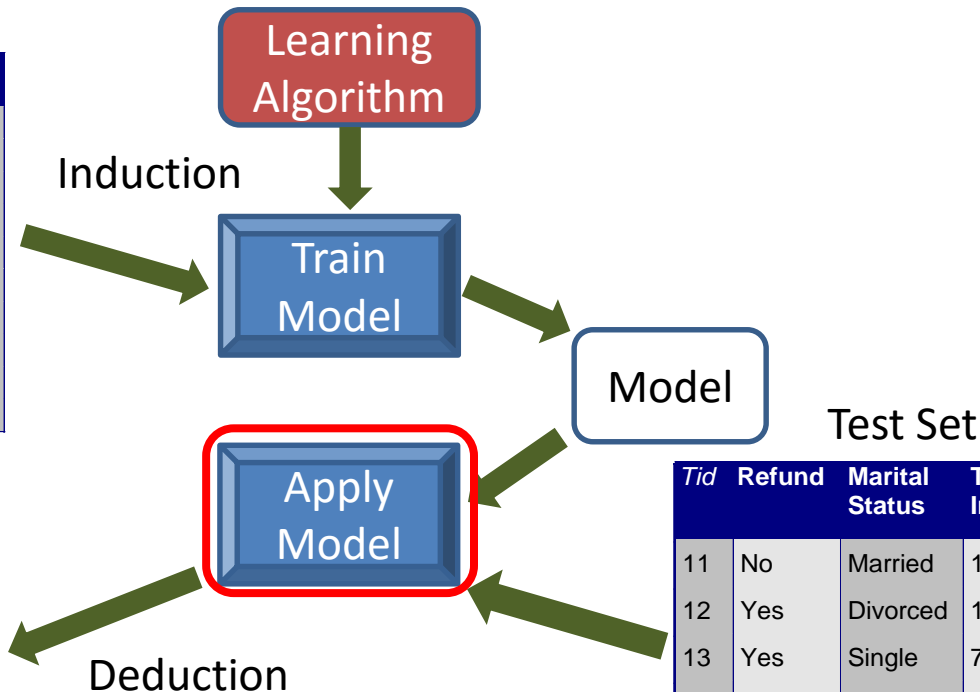 Learning
Algorithm
Induction
Train
Model
Model
Test Set
Apply
Model
Tid Refund Marital
Status
11 No Married
12 Yes Divorced
13 Yes Single
Deduction